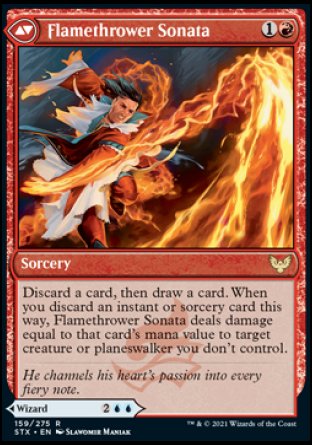 Flamethrower Sonata 1
Sorcery
Discard a card, then draw a card. When
you discard an instant or sorcery card this
way, Flamethrower Sonata deals damage
equal to that card's mana value to target
creature or planeswalker you don't control.
He channels his heart's passion into every
fiery note.
Wizard 2
159/275 R
STX • EN SLAWOMIR MANIAK
™ & © 2021 Wizards of the Coast